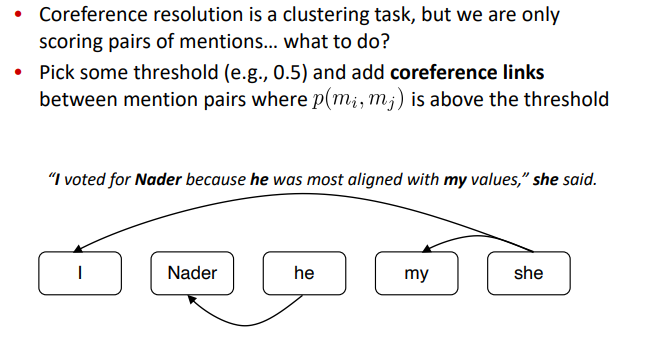 • Coreference resolution is a clustering task, but we are only
scoring pairs of mentions… what to do?
• Pick some threshold (e.g., 0.5) and add coreference links
between mention pairs where p(mᵢ, mⱼ) is above the threshold
“I voted for Nader because he was most aligned with my values,” she said.
I Nader he my she